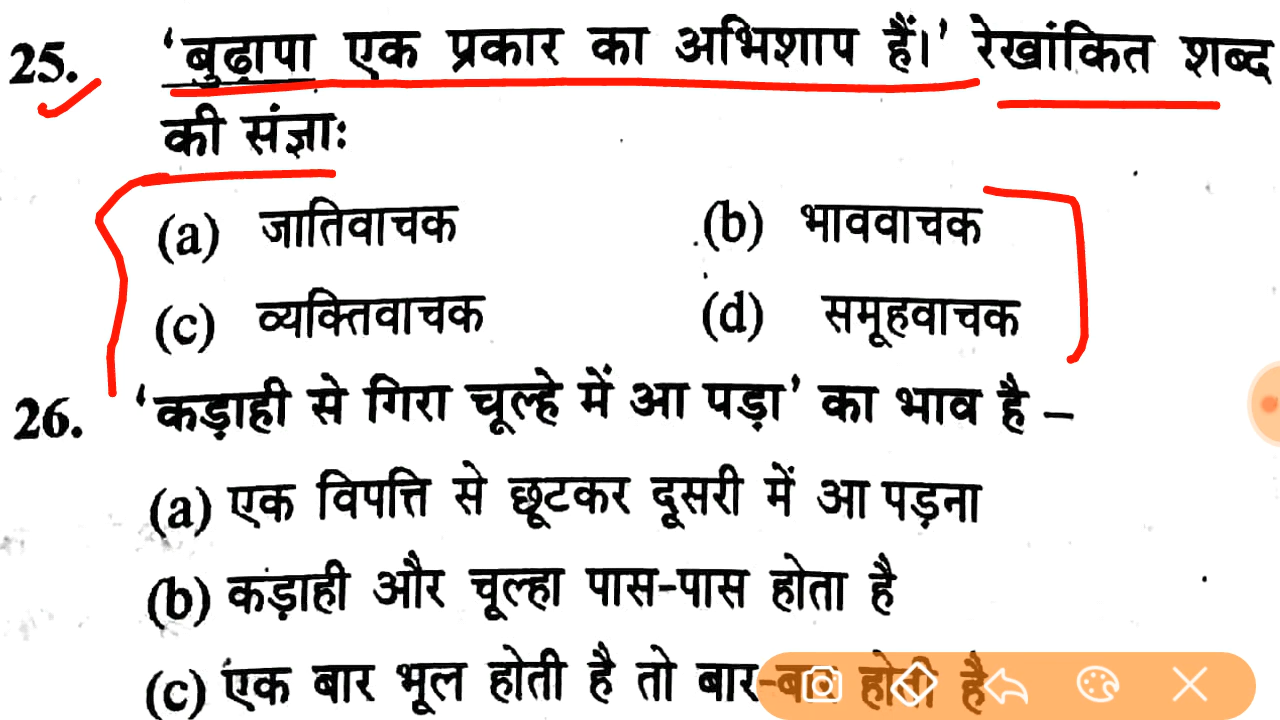 25. 'बुढ़ापा एक प्रकार का अभिशाप हैं।' रेखांकित शब्द
की संज्ञाः
(a) जातिवाचक (b) भाववाचक
(c) व्यक्तिवाचक (d) समूहवाचक
26. 'कड़ाही से गिरा चूल्हे में आ पड़ा' का भाव है –
(a) एक विपत्ति से छूटकर दूसरी में आ पड़ना
(b) कड़ाही और चूल्हा पास-पास होता है
(c) एक बार भूल होती है तो बार-बार होती है